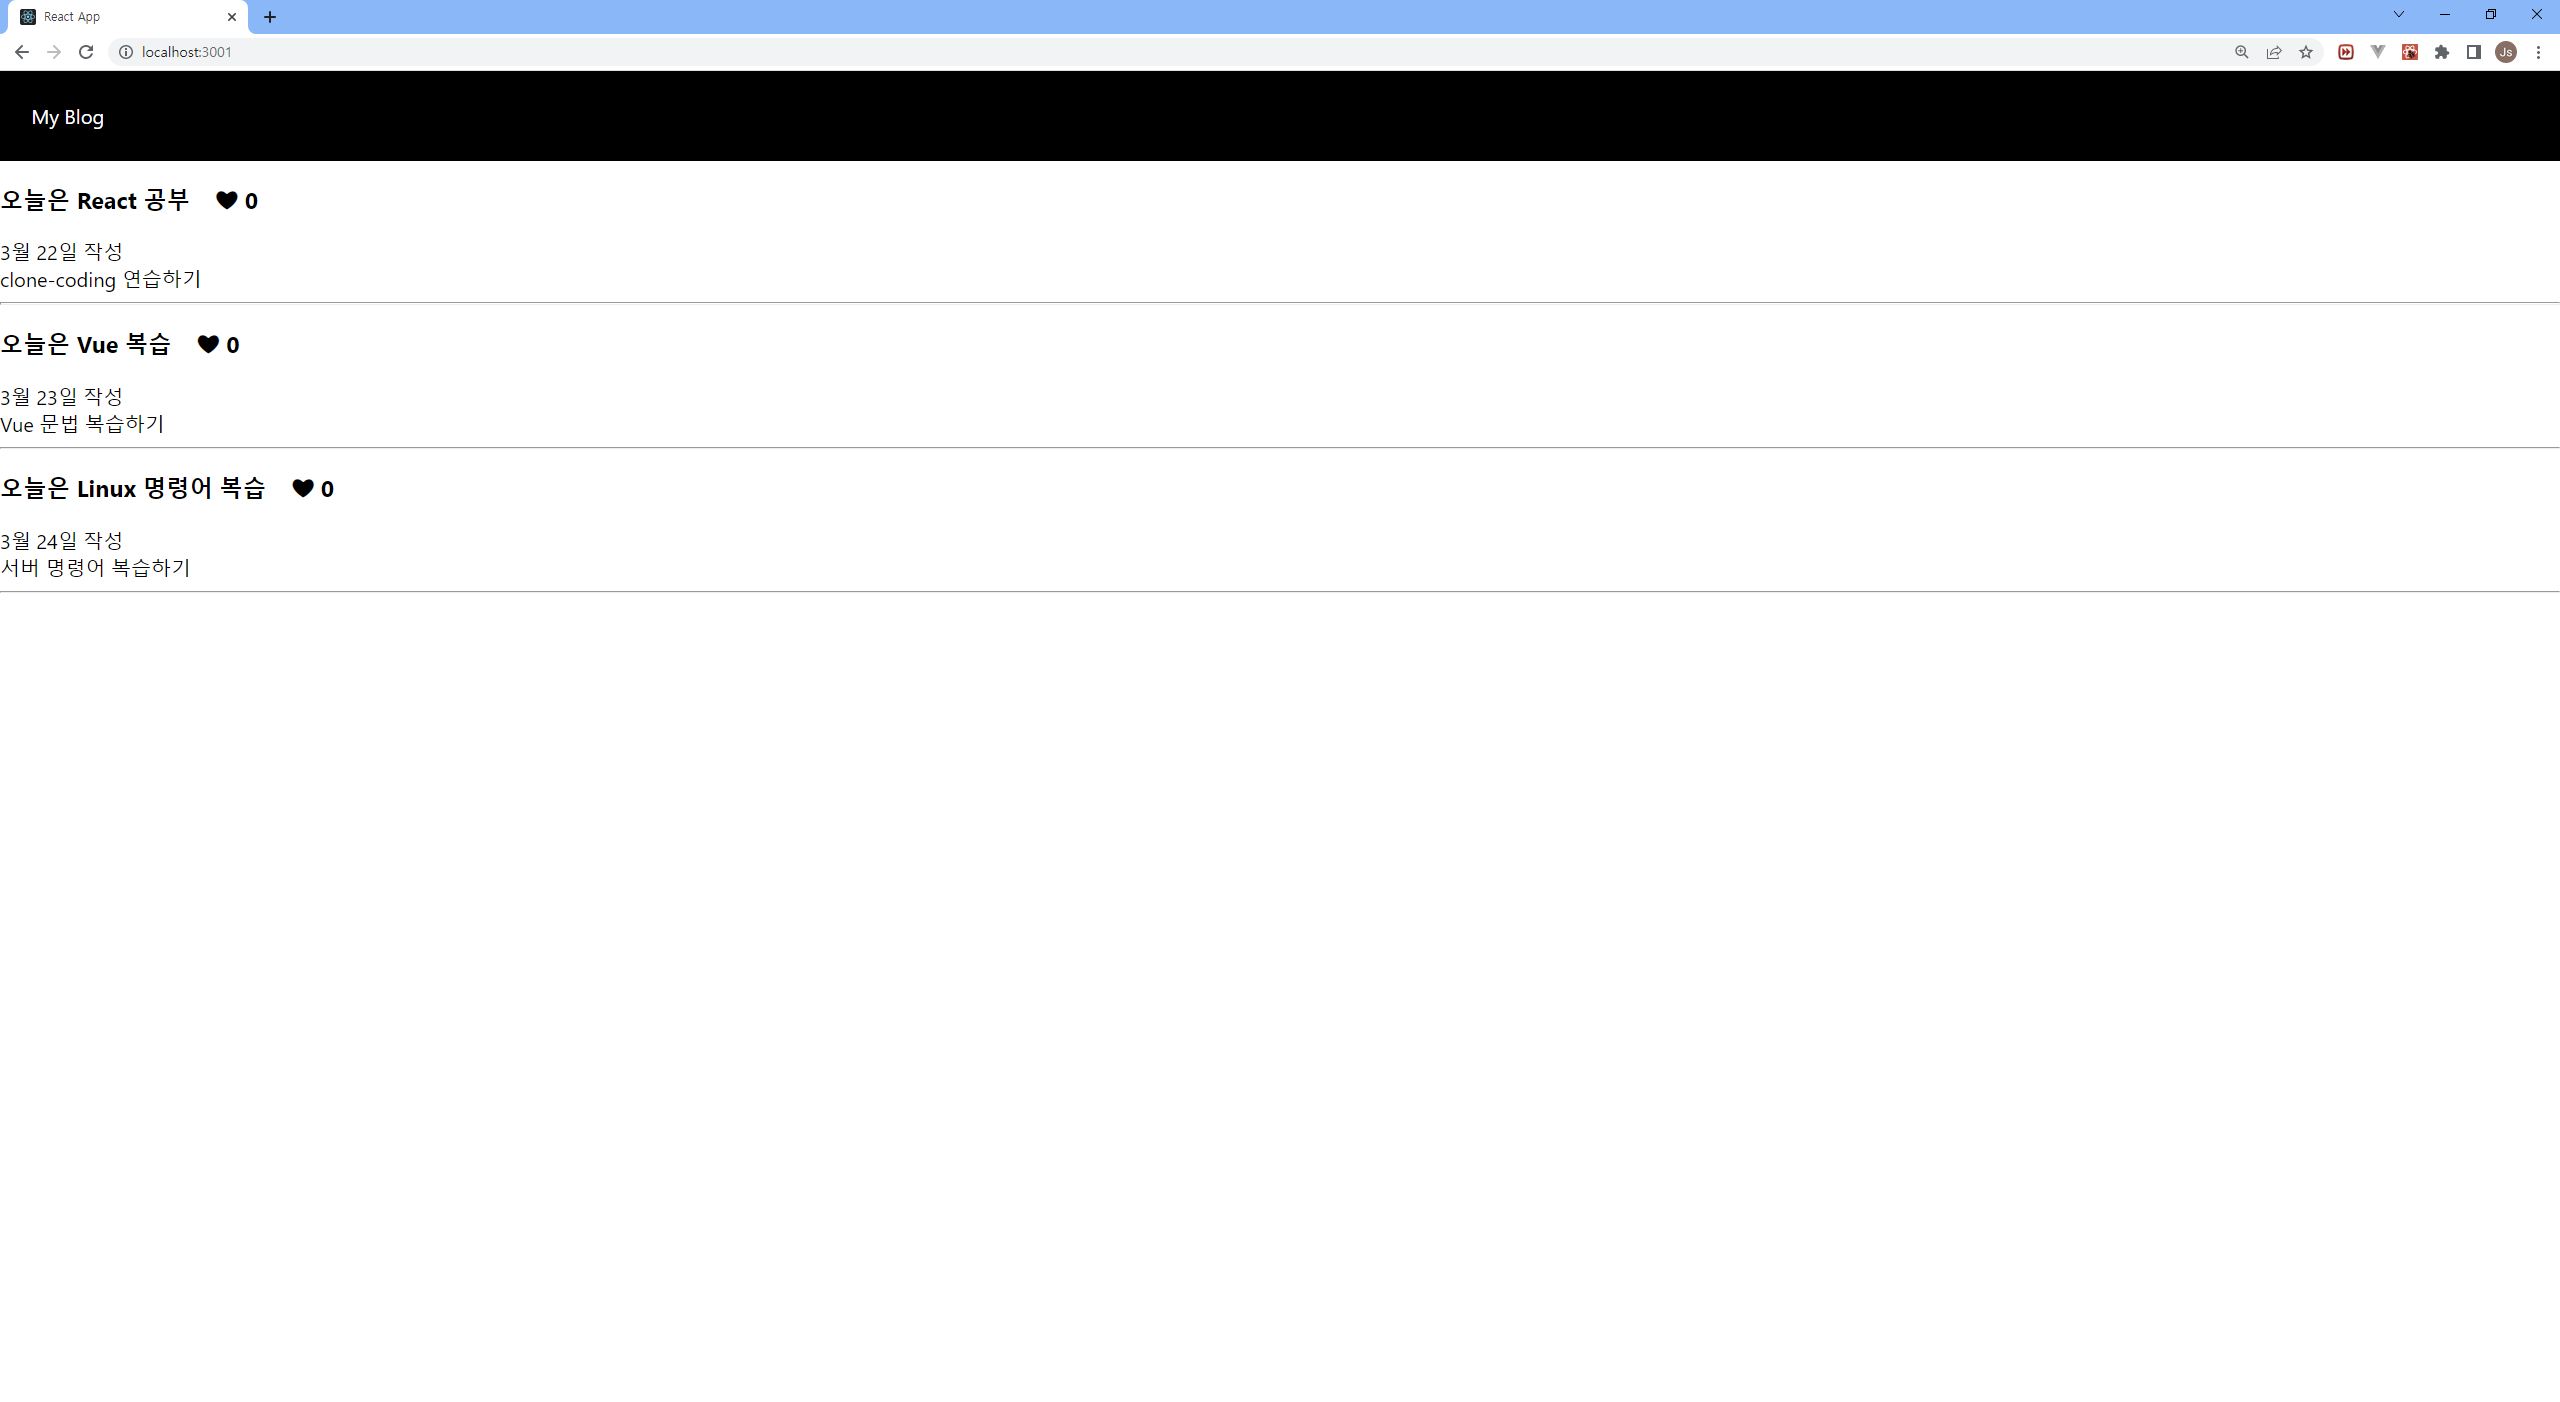 React App
localhost:3001
Js
My Blog
오늘은 React 공부 🖤 0
3월 22일 작성
clone-coding 연습하기
오늘은 Vue 복습 🖤 0
3월 23일 작성
Vue 문법 복습하기
오늘은 Linux 명령어 복습 🖤 0
3월 24일 작성
서버 명령어 복습하기